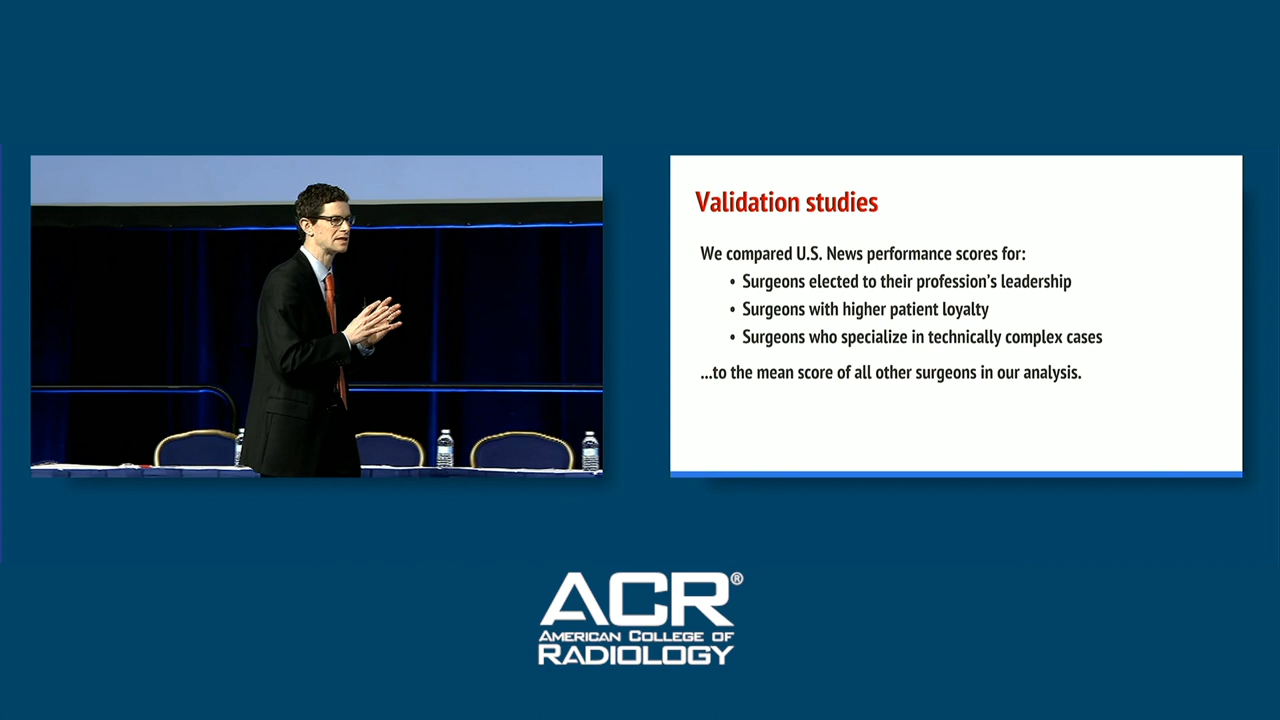 Validation studies
We compared U.S. News performance scores for:
• Surgeons elected to their profession's leadership
• Surgeons with higher patient loyalty
• Surgeons who specialize in technically complex cases
...to the mean score of all other surgeons in our analysis.
ACR®
AMERICAN COLLEGE OF
RADIOLOGY